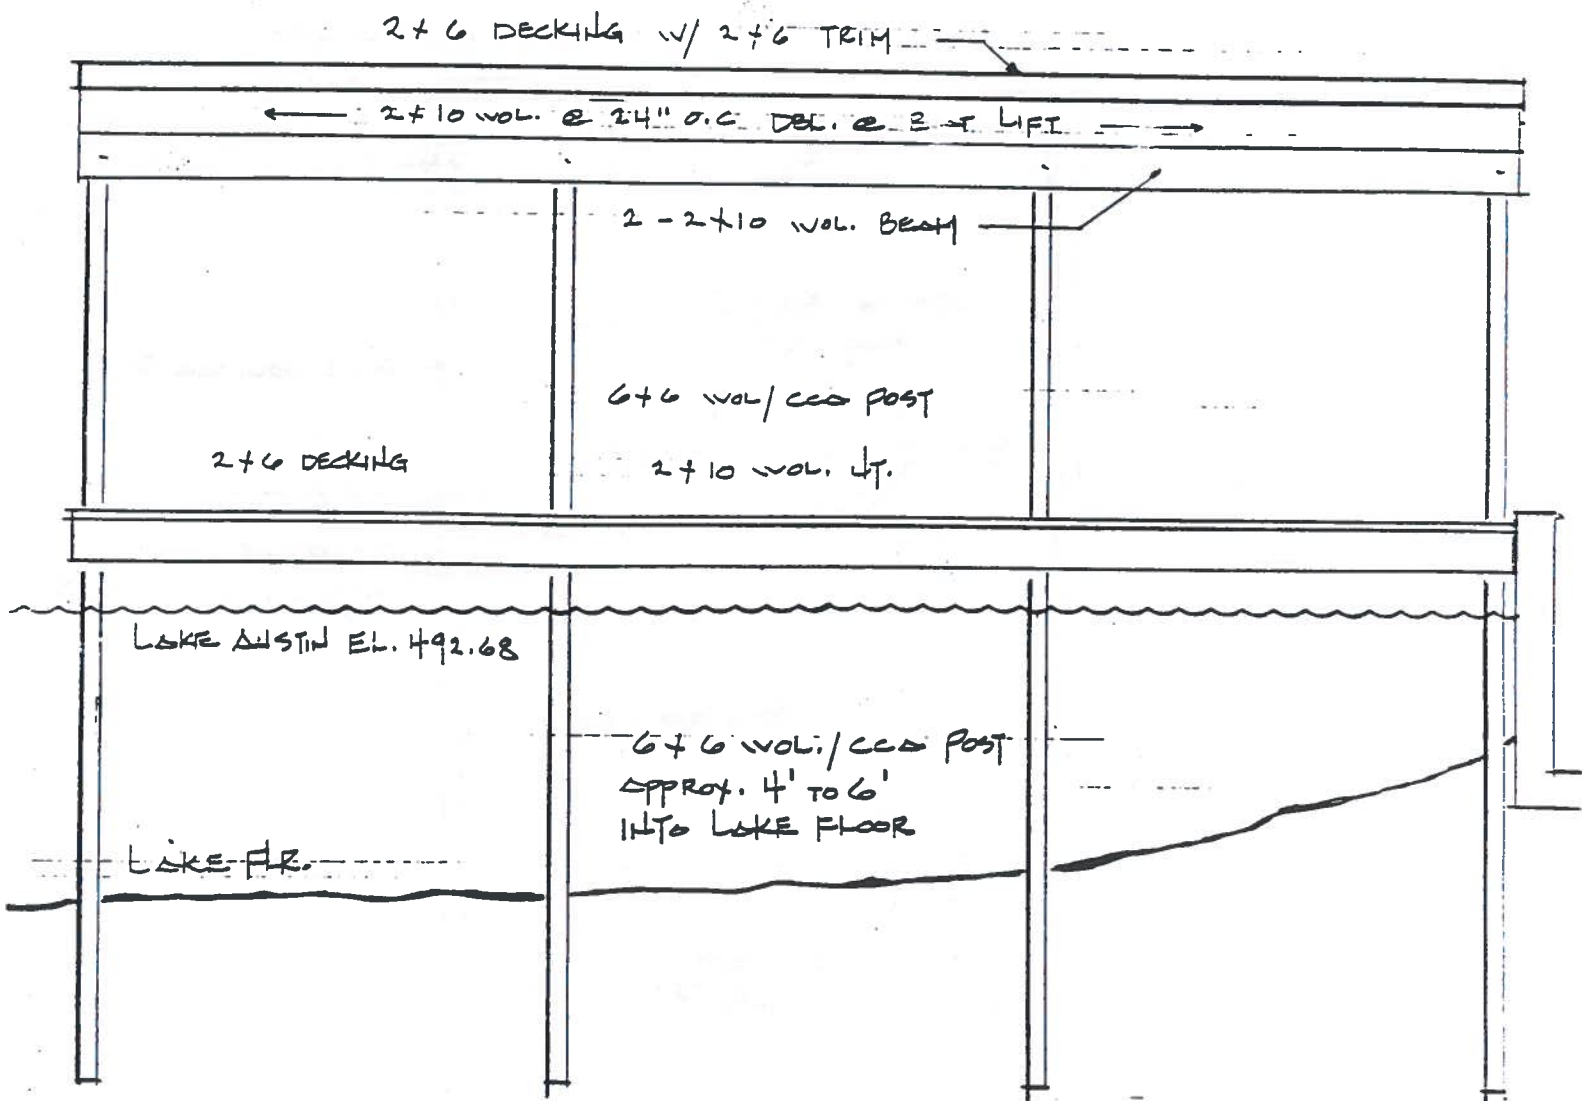 2x6 DECKING W/ 2x6 TRIM
2x10 WOL. @ 24" O.C DBL. @ LIFT
2-2x10 WOL. BEAM
6x6 WOL/CCA POST
2x6 DECKING
2x10 WOL. JT.
LAKE AUSTIN EL. 492.68
6x6 WOL./CCA POST
APPROX. 4' TO 6'
INTO LAKE FLOOR
LAKE FLR.